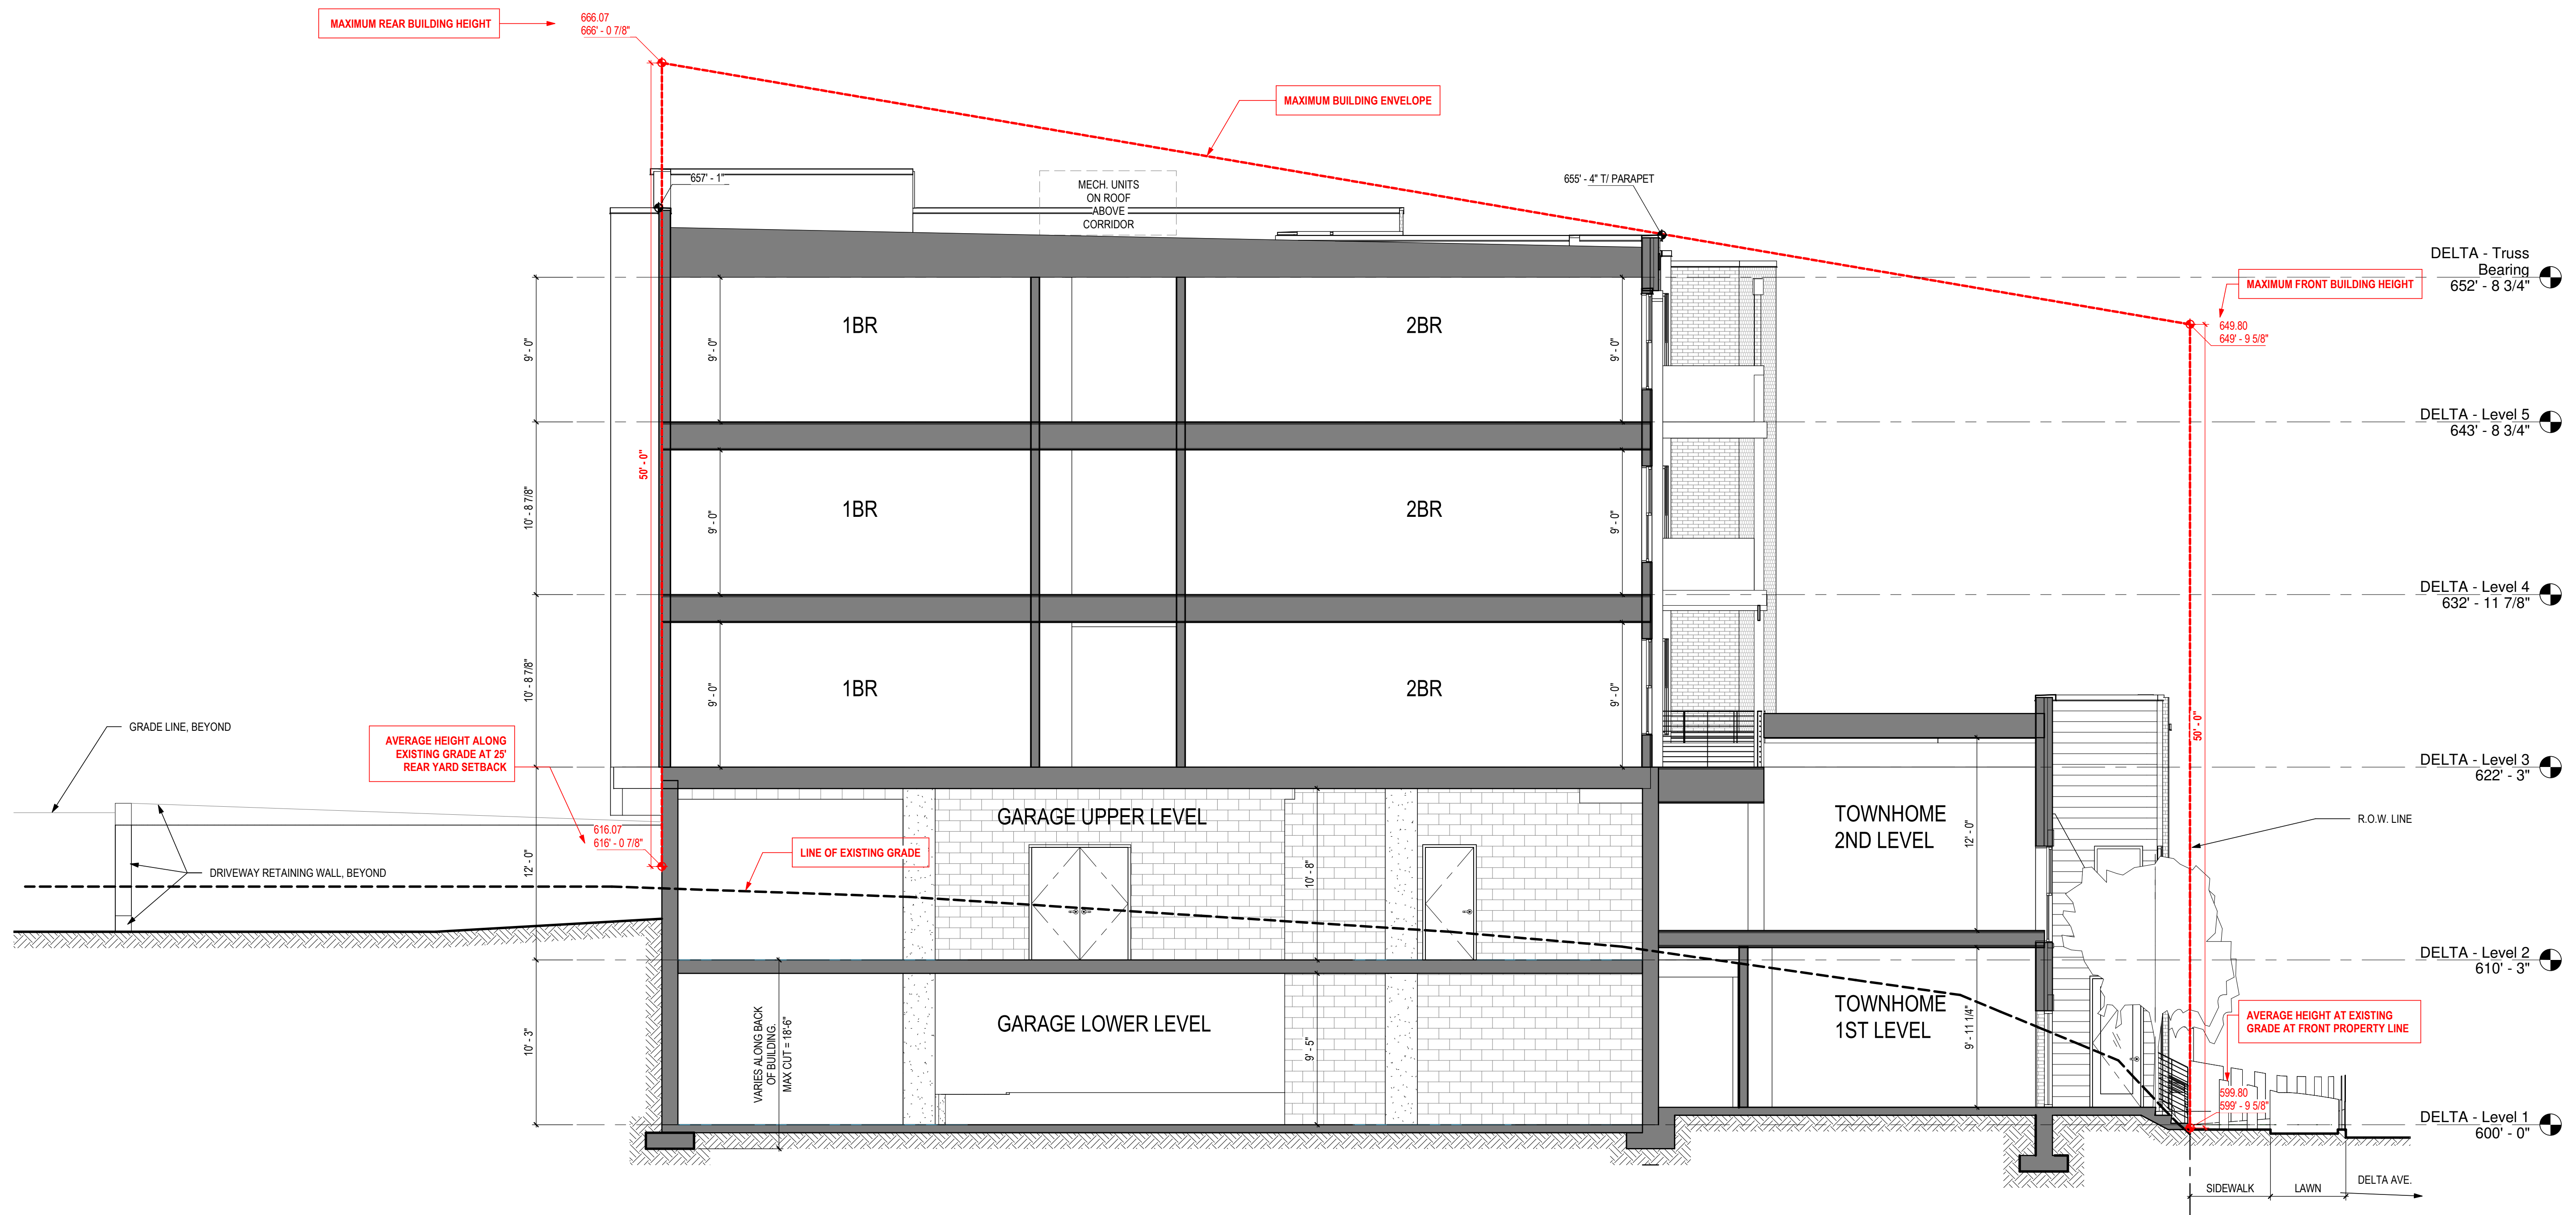 MAXIMUM REAR BUILDING HEIGHT
666.07
666' - 0 7/8"
MAXIMUM BUILDING ENVELOPE
657' - 1"
MECH. UNITS
ON ROOF
ABOVE
CORRIDOR
655' - 4" T/ PARAPET
DELTA - Truss
Bearing
652' - 8 3/4"
MAXIMUM FRONT BUILDING HEIGHT
649.80
649' - 9 5/8"
1BR
2BR
9' - 0"
9' - 0"
9' - 0"
DELTA - Level 5
643' - 8 3/4"
50' - 0"
1BR
2BR
10' - 8 7/8"
9' - 0"
9' - 0"
DELTA - Level 4
632' - 11 7/8"
1BR
2BR
10' - 8 7/8"
9' - 0"
9' - 0"
GRADE LINE, BEYOND
AVERAGE HEIGHT ALONG
EXISTING GRADE AT 25'
REAR YARD SETBACK
50' - 0"
DELTA - Level 3
622' - 3"
GARAGE UPPER LEVEL
TOWNHOME
2ND LEVEL
12' - 0"
R.O.W. LINE
616.07
616' - 0 7/8"
LINE OF EXISTING GRADE
DRIVEWAY RETAINING WALL, BEYOND
12' - 0"
10' - 8"
DELTA - Level 2
610' - 3"
TOWNHOME
1ST LEVEL
9' - 11 1/4"
GARAGE LOWER LEVEL
10' - 3"
VARIES ALONG BACK
OF BUILDING.
MAX CUT = 18'-6"
9' - 5"
AVERAGE HEIGHT AT EXISTING
GRADE AT FRONT PROPERTY LINE
599.80
599' - 9 5/8"
DELTA - Level 1
600' - 0"
SIDEWALK
LAWN
DELTA AVE.